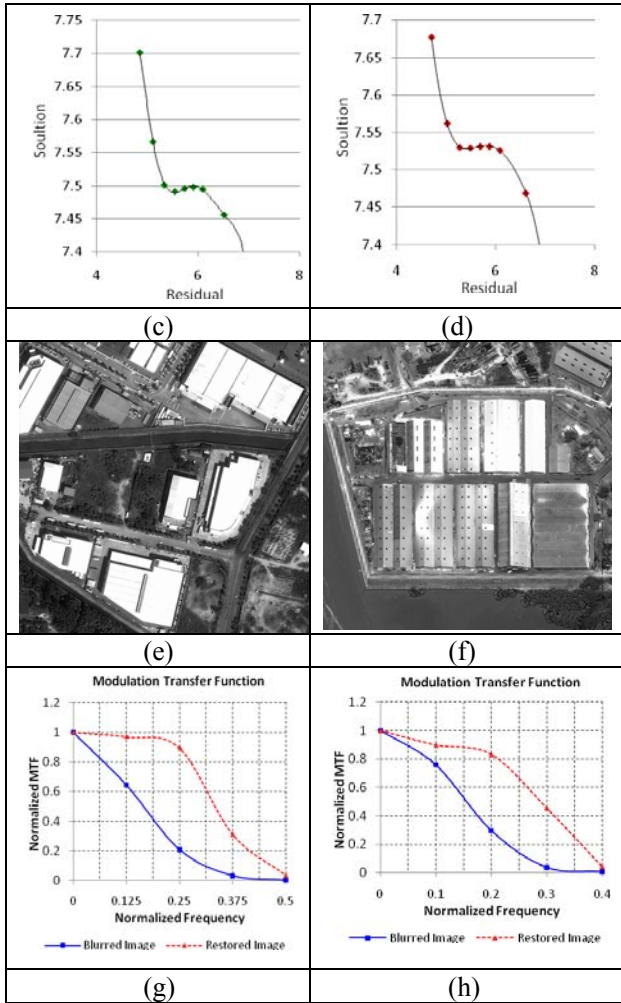 7.75
7.7
7.65
7.6
7.55
7.5
7.45
7.4
Soultion
4 6 8
Residual
7.7
7.65
7.6
7.55
7.5
7.45
7.4
Soultion
4 6 8
Residual
(c) (d)
(e) (f)
Modulation Transfer Function
1.2
1
0.8
0.6
0.4
0.2
0
Normalized MTF
0 0.125 0.25 0.375 0.5
Normalized Frequency
Blurred Image Restored Image
Modulation Transfer Function
1.2
1
0.8
0.6
0.4
0.2
0
Normalized MTF
0 0.1 0.2 0.3 0.4
Normalized Frequency
Blurred Image Restored Image
(g) (h)